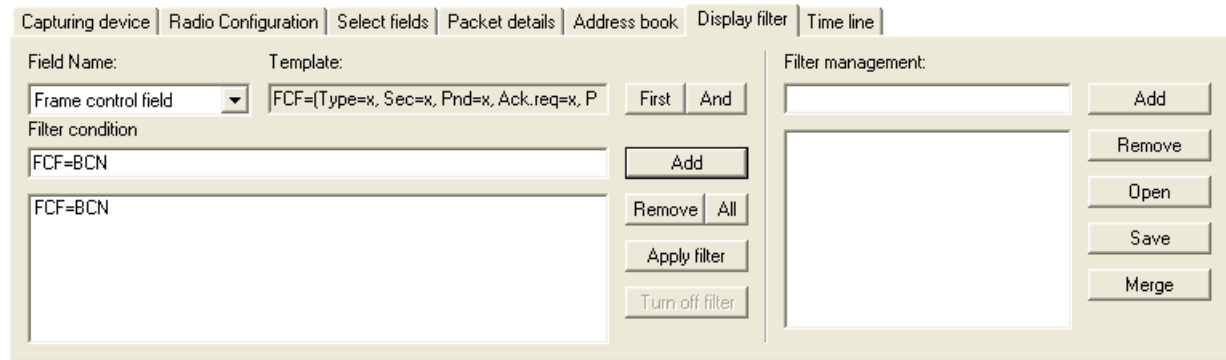 Capturing device Radio Configuration Select fields Packet details Address book Display filter Time line
Field Name: Template: Filter management:
Frame control field FCF=(Type=x, Sec=x, Pnd=x, Ack.req=x, P First And Add
Filter condition
FCF=BCN Add Remove
FCF=BCN Remove All Open
Apply filter Save
Turn off filter Merge